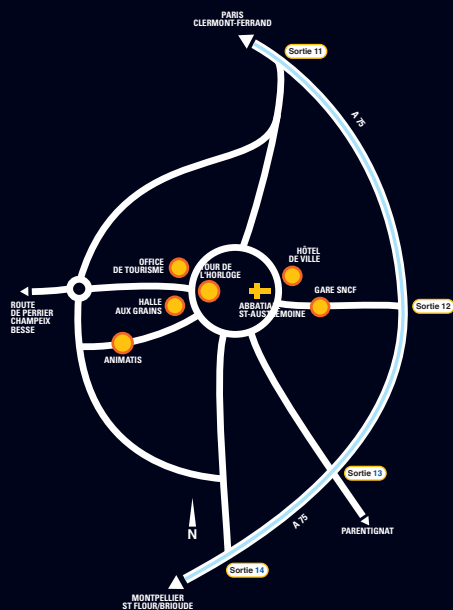 PARIS
CLERMONT-FERRAND
Sortie 11
A 75
HÔTEL
DE VILLE
OFFICE
DE TOURISME
TOUR DE
L'HORLOGE
GARE SNCF
HALLE
AUX GRAINS
ABBATIALE
ST-AUSTREMOINE
Sortie 12
ROUTE
DE PERRIER
CHAMPEIX
BESSE
ANIMATIS
Sortie 13
A 75
PARENTIGNAT
N
Sortie 14
MONTPELLIER
ST FLOUR/BRIOUDE